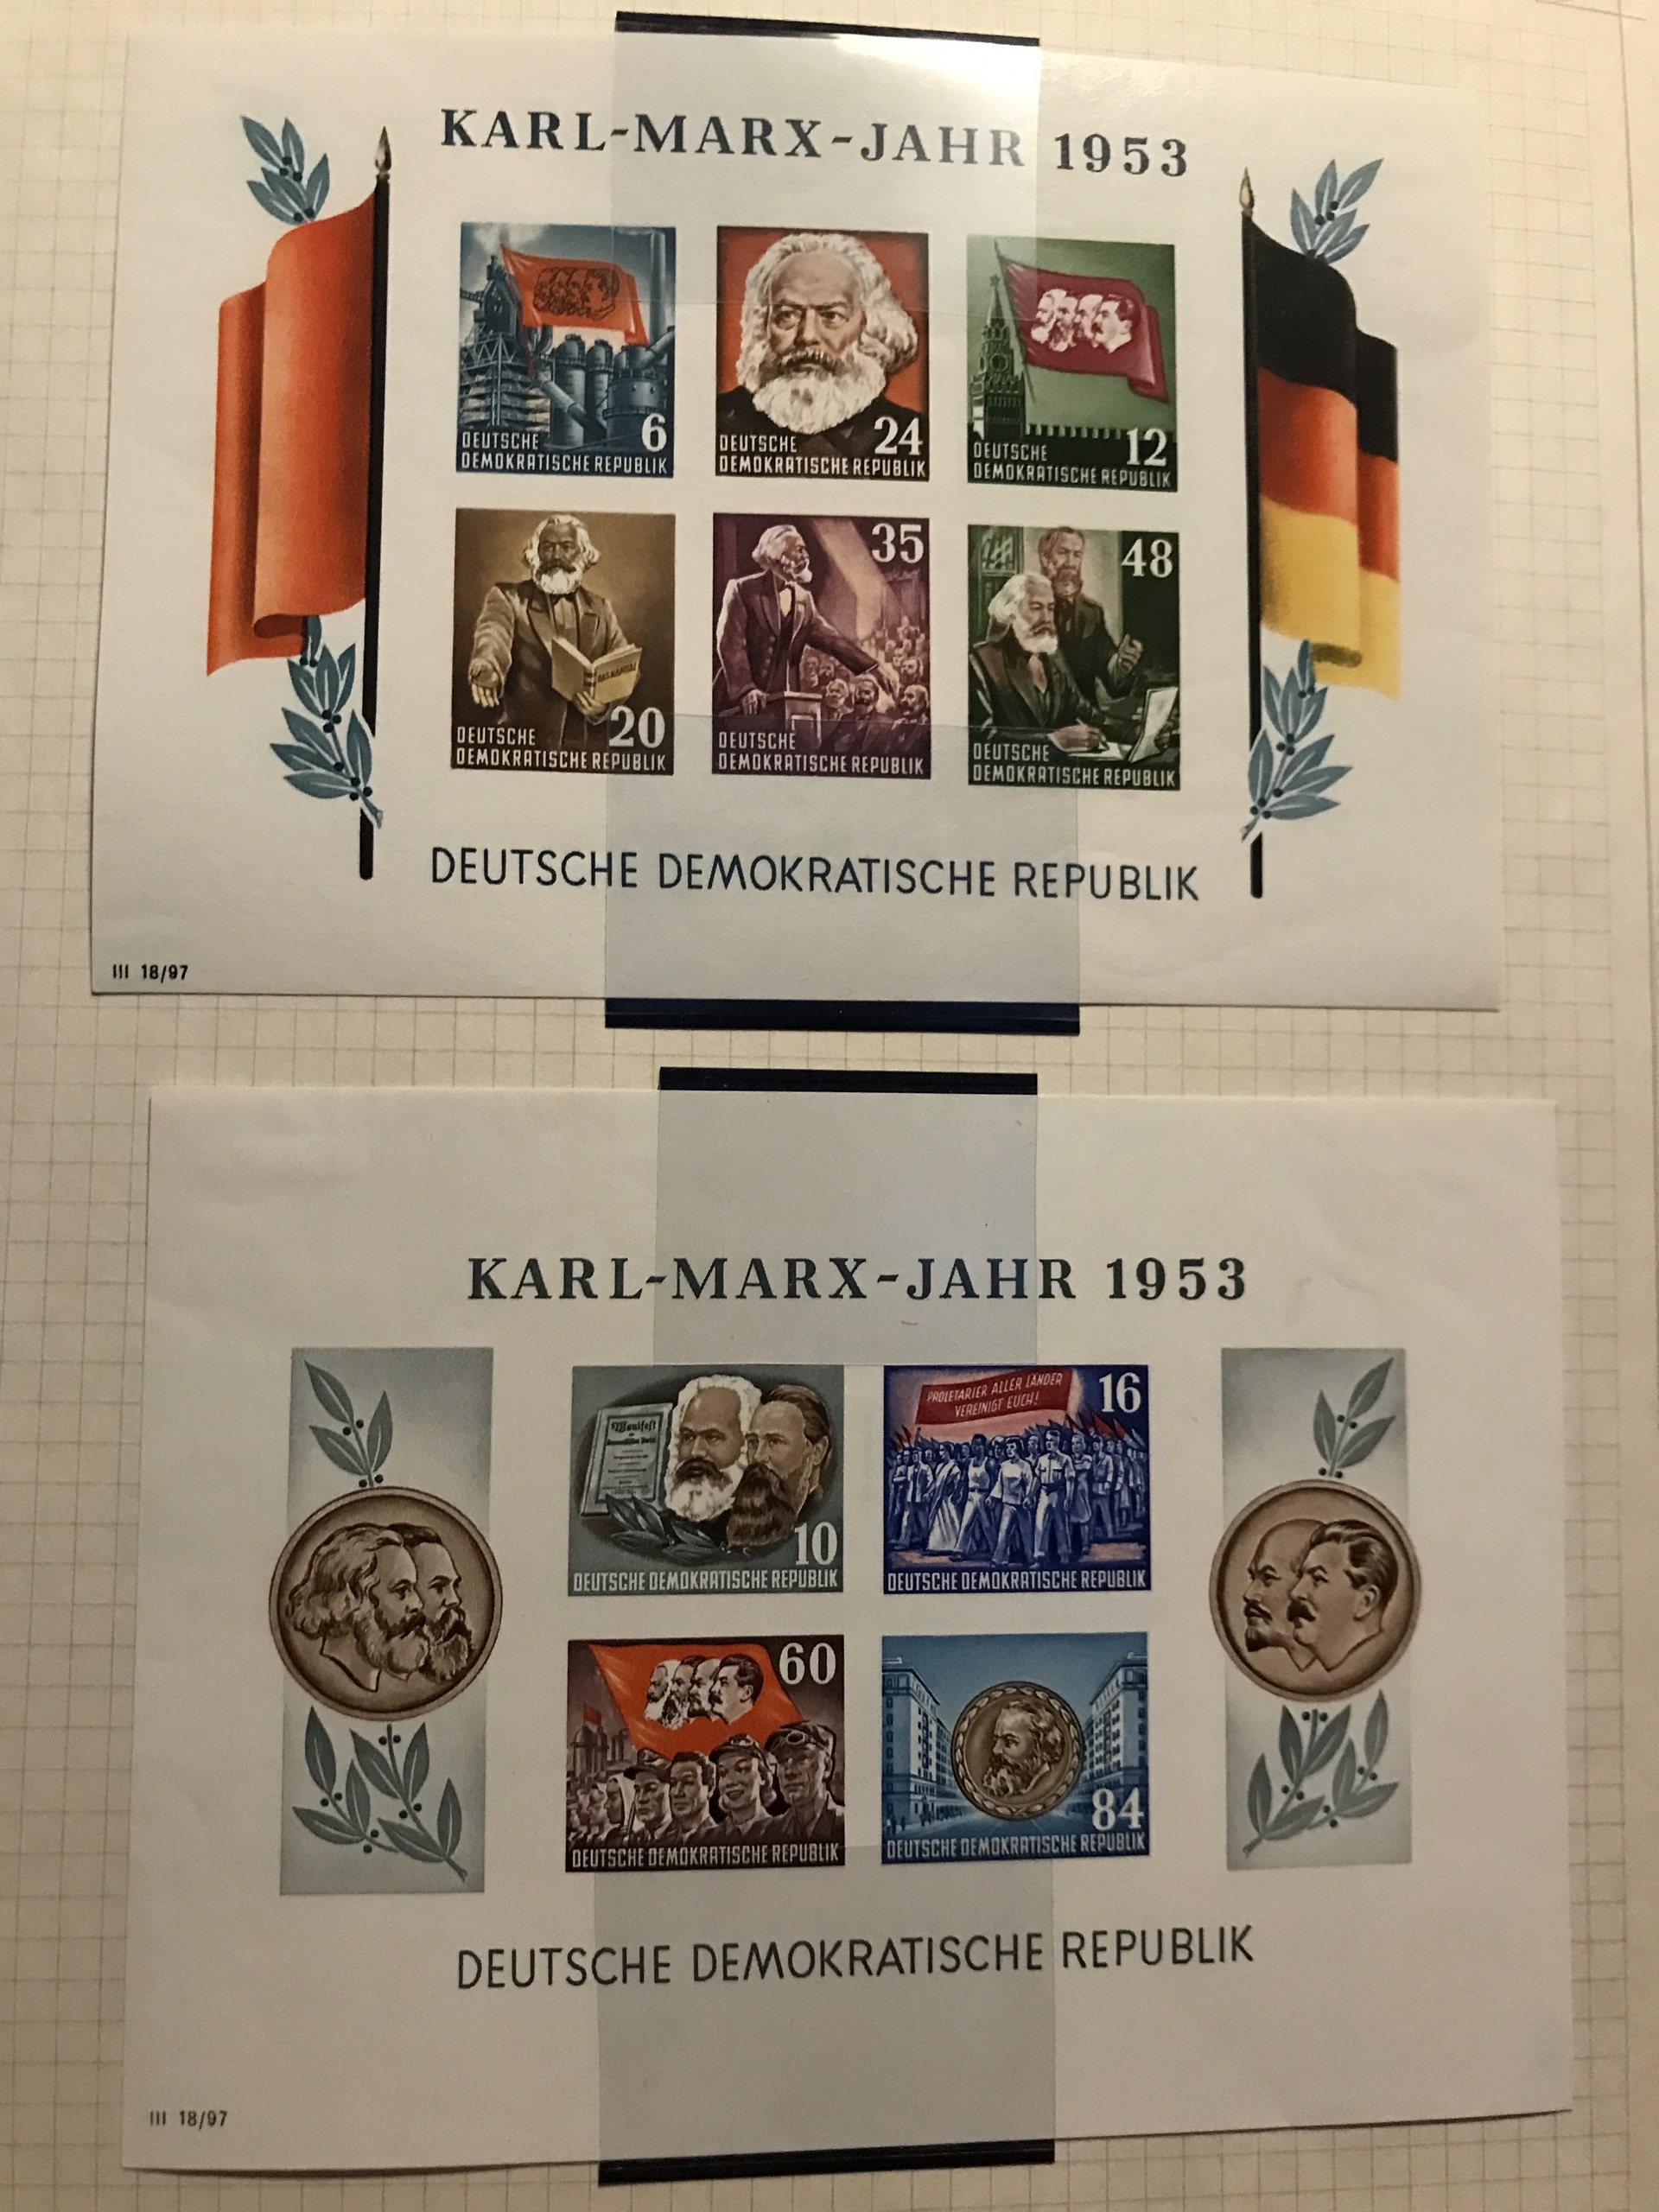 KARL-MARX-JAHR 1953
DEUTSCHE 6
DEMOKRATISCHE REPUBLIK
DEUTSCHE 24
DEMOKRATISCHE REPUBLIK
DEUTSCHE 12
DEMOKRATISCHE REPUBLIK
DAS KAPITAL
DEUTSCHE 20
DEMOKRATISCHE REPUBLIK
35
DEUTSCHE
DEMOKRATISCHE REPUBLIK
48
DEUTSCHE
DEMOKRATISCHE REPUBLIK
DEUTSCHE DEMOKRATISCHE REPUBLIK
III 18/97
KARL-MARX-JAHR 1953
Manifest
10
DEUTSCHE DEMOKRATISCHE REPUBLIK
PROLETARIER ALLER LÄNDER
VEREINIGT EUCH!
16
DEUTSCHE DEMOKRATISCHE REPUBLIK
60
DEUTSCHE DEMOKRATISCHE REPUBLIK
84
DEUTSCHE DEMOKRATISCHE REPUBLIK
DEUTSCHE DEMOKRATISCHE REPUBLIK
III 18/97